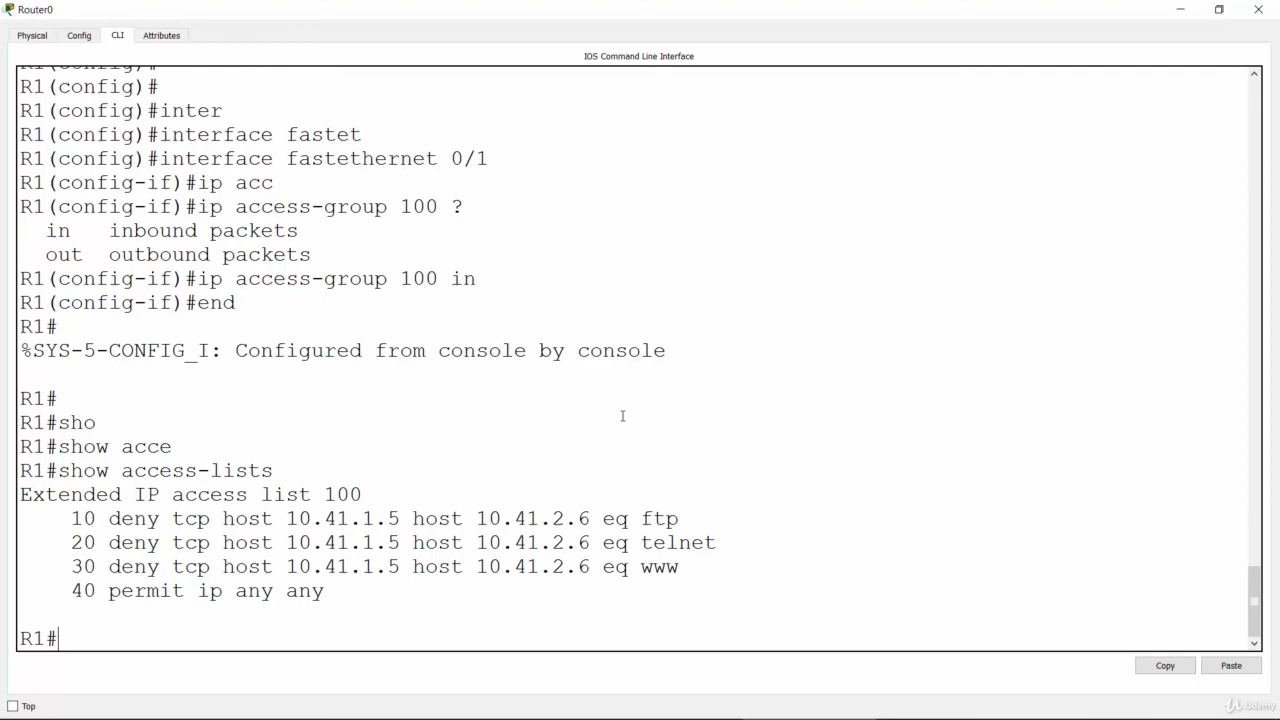 Router0
Physical Config CLI Attributes
IOS Command Line Interface
R1(config)#
R1(config)#
R1(config)#inter
R1(config)#interface fastet
R1(config)#interface fastethernet 0/1
R1(config-if)#ip acc
R1(config-if)#ip access-group 100 ?
in inbound packets
out outbound packets
R1(config-if)#ip access-group 100 in
R1(config-if)#end
R1#
%SYS-5-CONFIG_I: Configured from console by console
R1#
R1#sho
R1#show acce
R1#show access-lists
Extended IP access list 100
10 deny tcp host 10.41.1.5 host 10.41.2.6 eq ftp
20 deny tcp host 10.41.1.5 host 10.41.2.6 eq telnet
30 deny tcp host 10.41.1.5 host 10.41.2.6 eq www
40 permit ip any any
R1#
Copy Paste
Top
Udemy